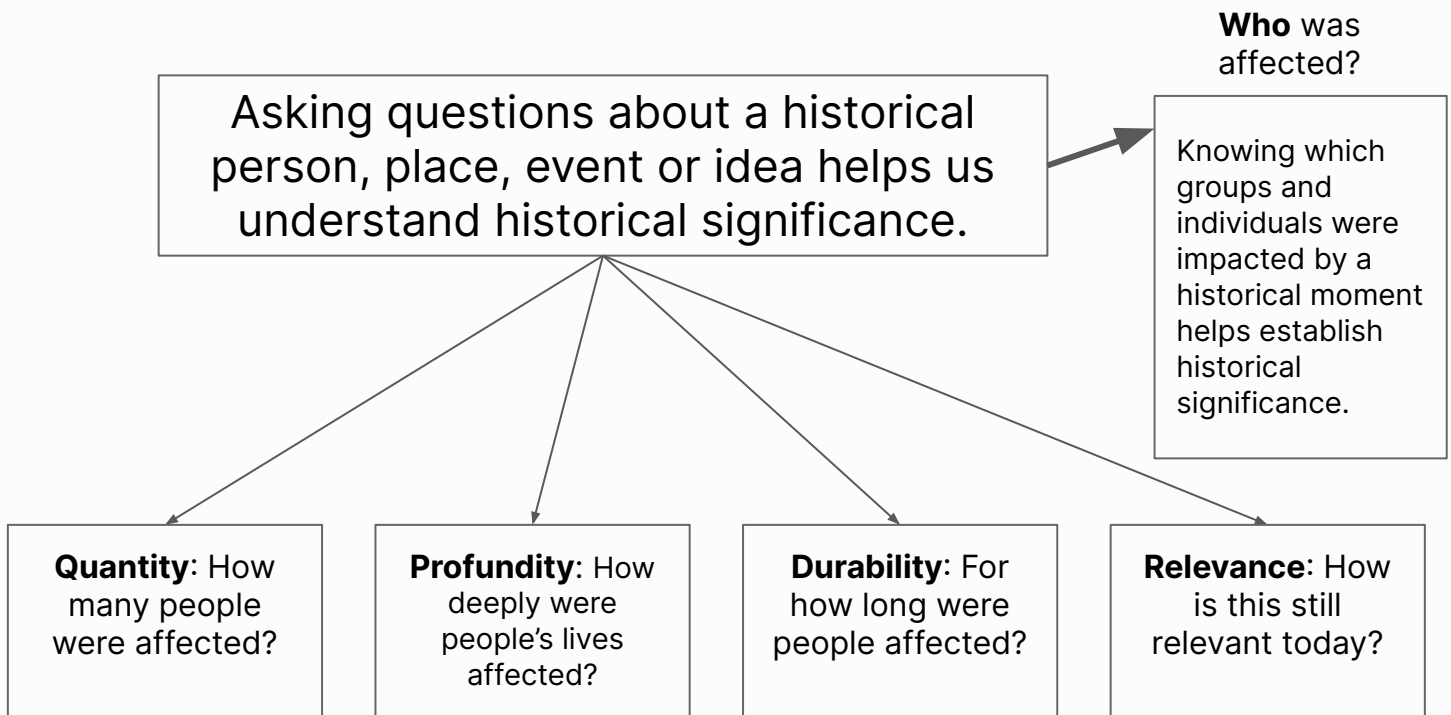 Who was
affected?
Asking questions about a historical
person, place, event or idea helps us
understand historical significance.
Knowing which
groups and
individuals were
impacted by a
historical moment
helps establish
historical
significance.
Quantity: How
many people
were affected?
Profundity: How
deeply were
people’s lives
affected?
Durability: For
how long were
people affected?
Relevance: How
is this still
relevant today?